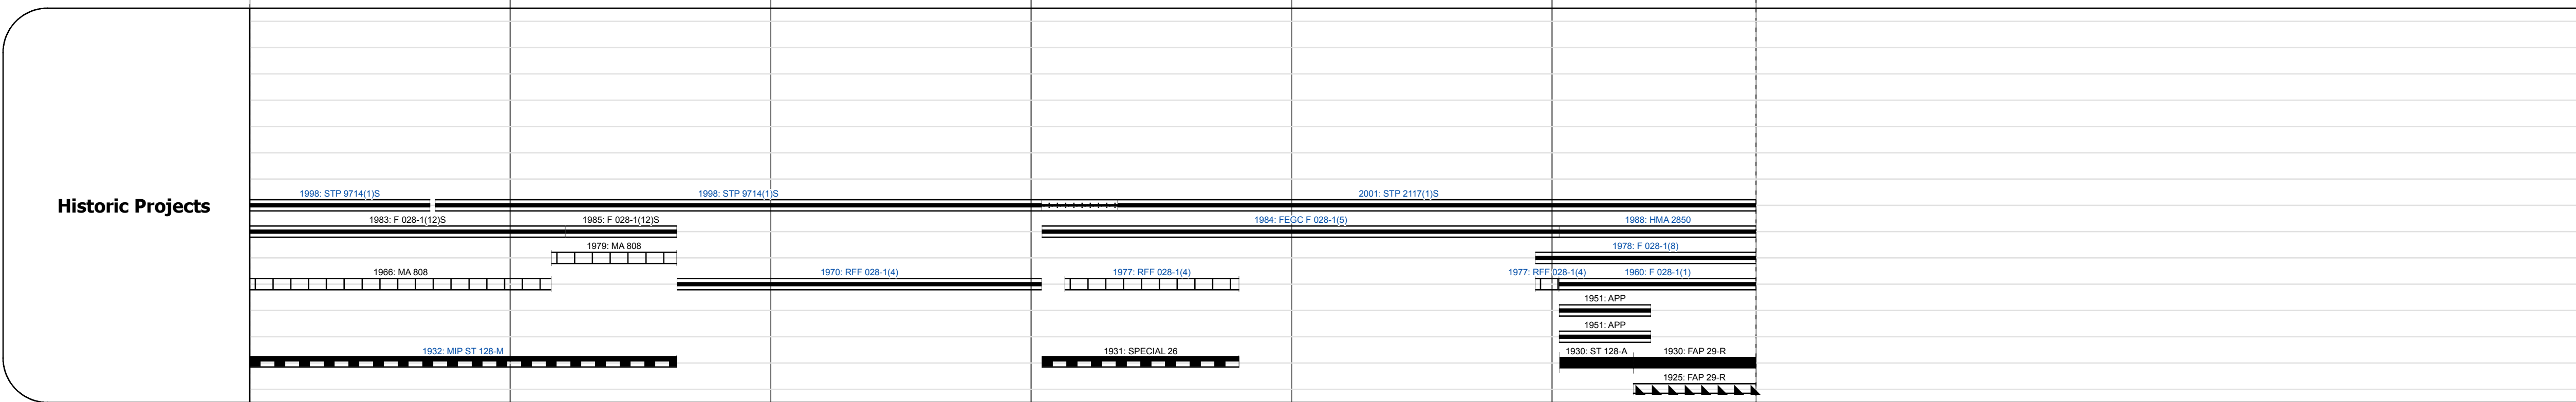 1998: STP 9714(1)S 1998: STP 9714(1)S 2001: STP 2117(1)S
Historic Projects
1983: F 028-1(12)S 1985: F 028-1(12)S 1984: FEGC F 028-1(5) 1988: HMA 2850
1979: MA 808 1978: F 028-1(8)
1966: MA 808 1970: RFF 028-1(4) 1977: RFF 028-1(4) 1977: RFF 028-1(4) 1960: F 028-1(1)
1951: APP
1951: APP
1932: MIP ST 128-M 1931: SPECIAL 26 1930: ST 128-A 1930: FAP 29-R
1925: FAP 29-R